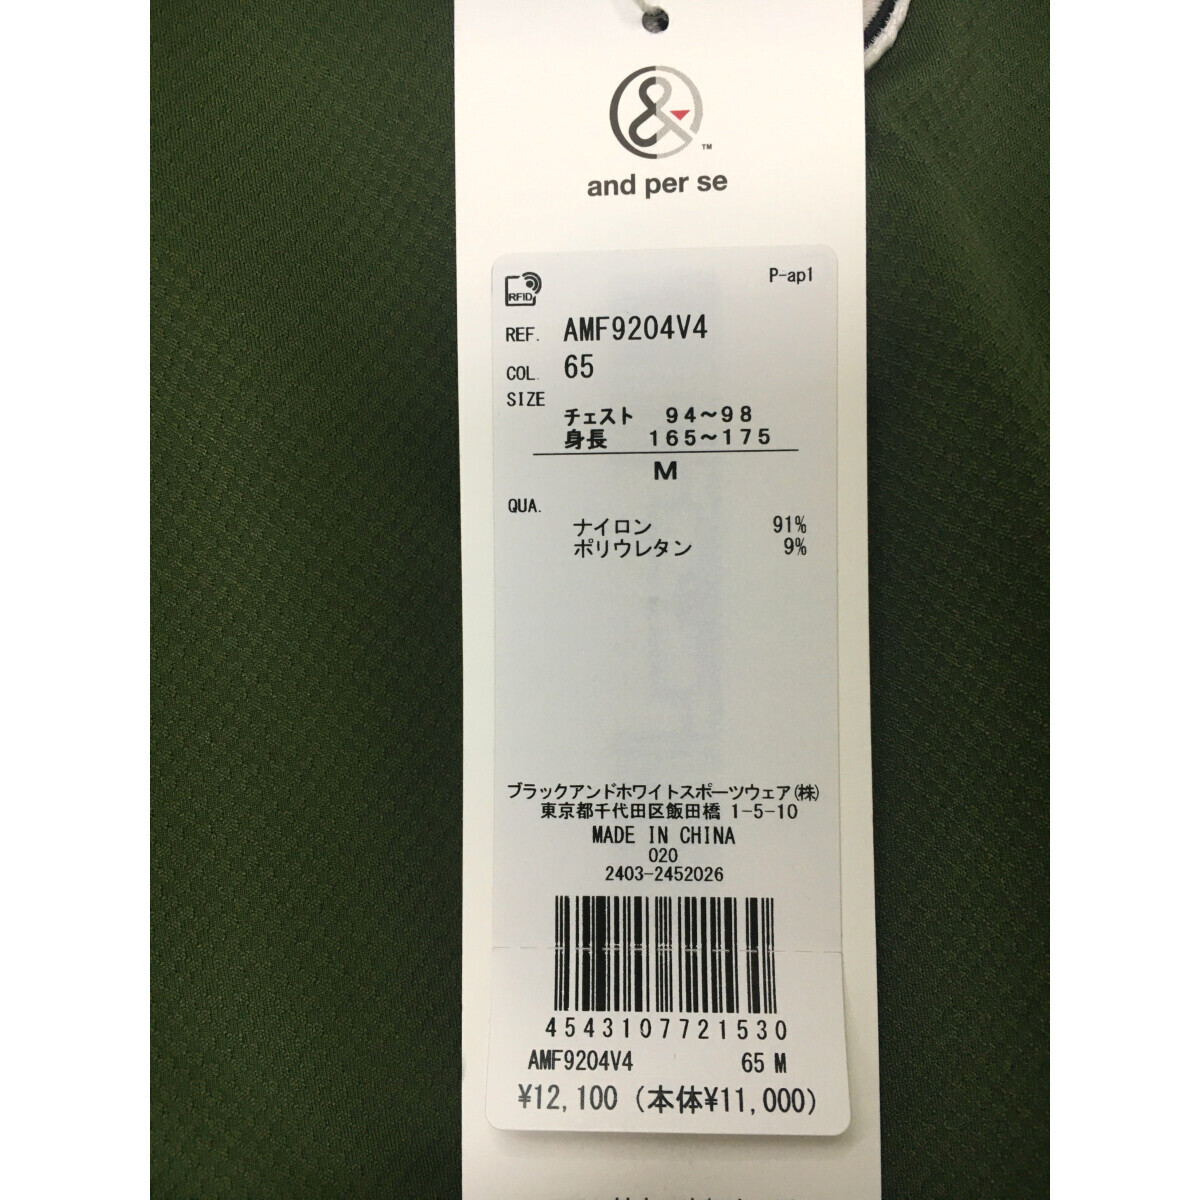 TM
and per se
P-ap1
RFID
REF. AMF9204V4
COL. 65
SIZE
チェスト 94~98
身長 165~175
M
QUA.
ナイロン 91%
ポリウレタン 9%
ブラックアンドホワイトスポーツウェア(株)
東京都千代田区飯田橋 1-5-10
MADE IN CHINA
020
2403-2452026
4543107721530
AMF9204V4 65 M
¥12,100 (本体¥11,000)